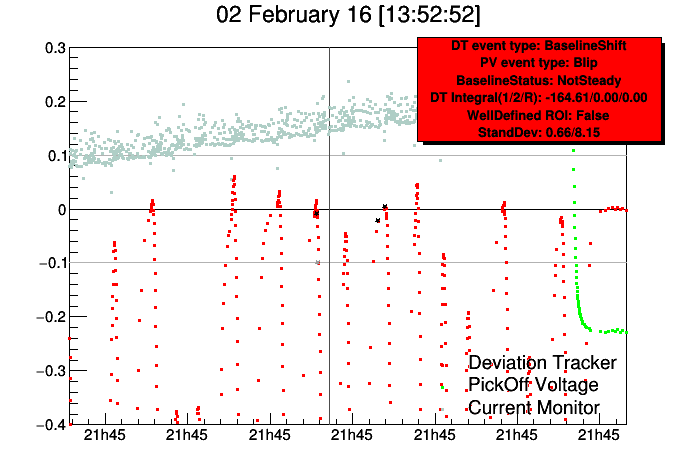 02 February 16 [13:52:52]
DT event type: BaselineShift
PV event type: Blip
BaselineStatus: NotSteady
DT Integral(1/2/R): -164.61/0.00/0.00
WellDefined ROI: False
StandDev: 0.66/8.15
0.3
0.2
0.1
0
−0.1
−0.2
−0.3
−0.4
Deviation Tracker
PickOff Voltage
Current Monitor
21h45 21h45 21h45 21h45 21h45 21h45 21h45